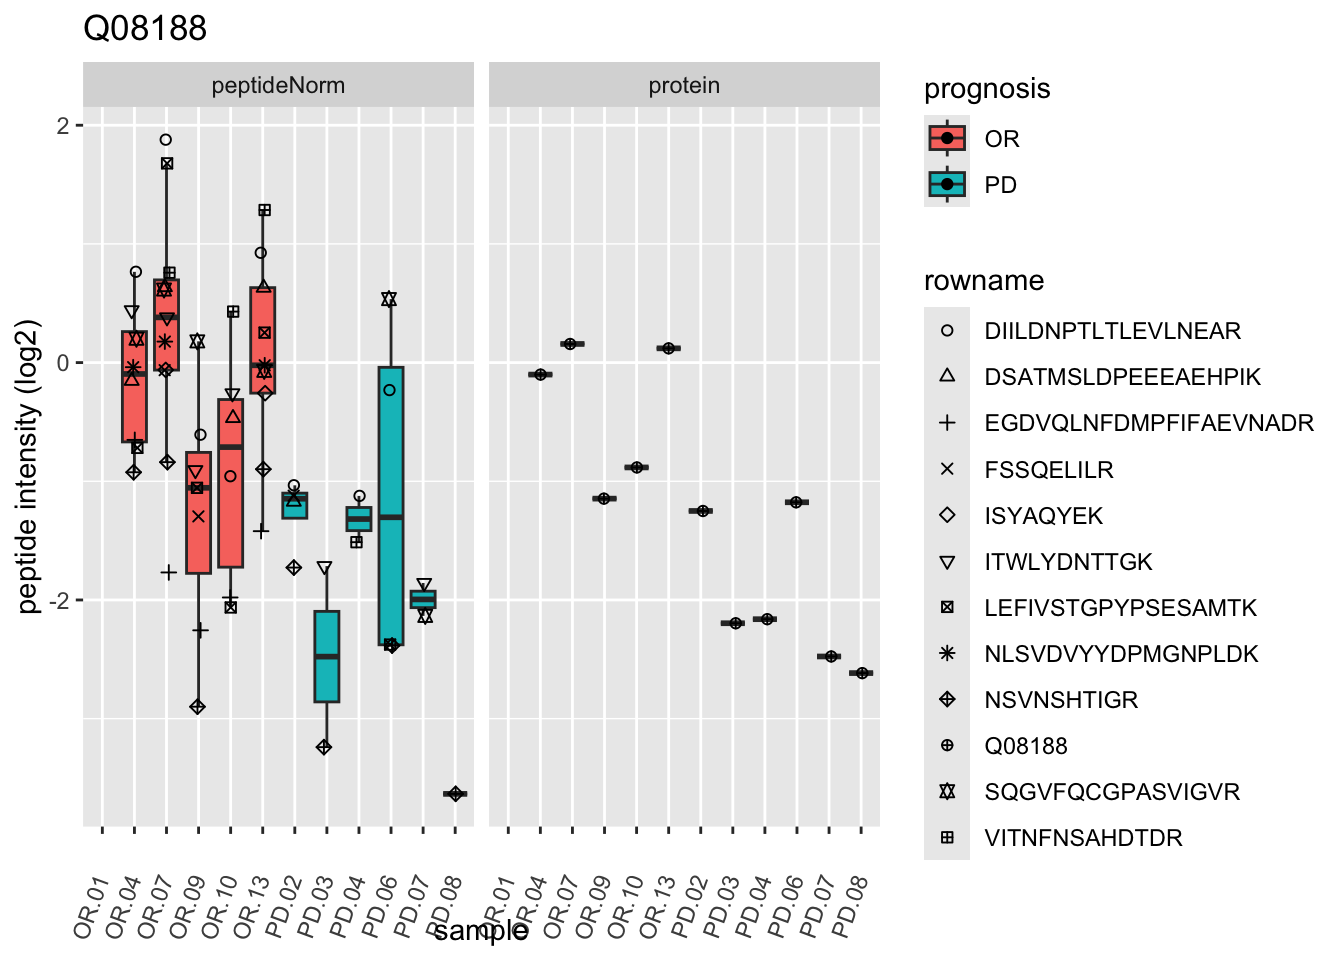 Q08188
peptideNorm
protein
2
0
-2
peptide intensity (log2)
OR.01
OR.04
OR.07
OR.09
OR.10
OR.13
PD.02
PD.03
PD.04
PD.06
PD.07
PD.08
OR.01
OR.04
OR.07
OR.09
OR.10
OR.13
PD.02
PD.03
PD.04
PD.06
PD.07
PD.08
sample
prognosis
OR
PD
rowname
DIILDNPTLTLEVLNEAR
DSATMSLDPEEEAEHPIK
EGDVQLNFDMPFIFAEVNADR
FSSQELILR
ISYAQYEK
ITWLYDNTTGK
LEFIVSTGPYPSESAMTK
NLSVDVYYDPMGNPLDK
NSVNSHTIGR
Q08188
SQGVFQCGPASVIGVR
VITNFNSAHDTDR